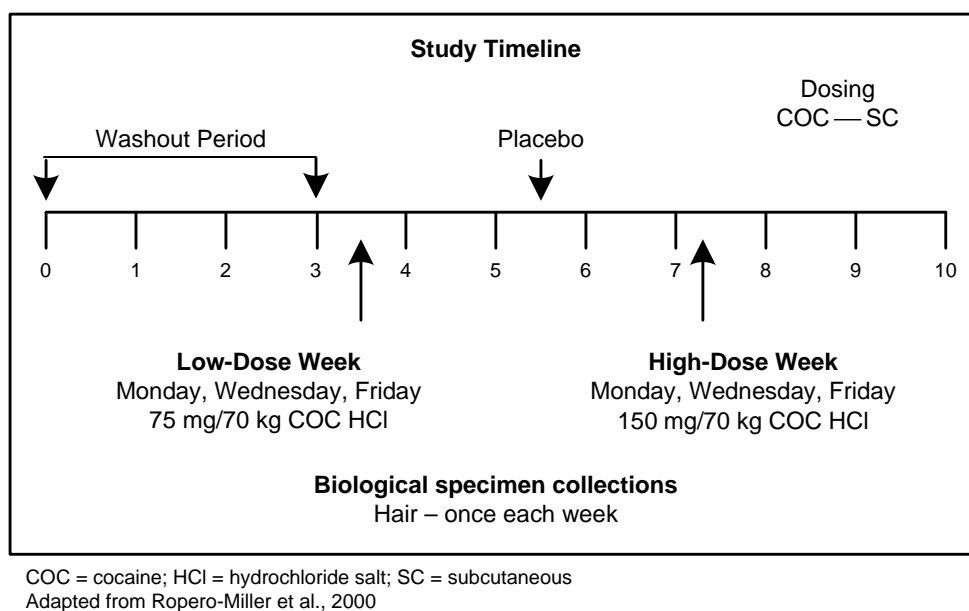 Study Timeline
Dosing
COC — SC
Washout Period
Placebo
0 1 2 3 4 5 6 7 8 9 10
Low-Dose Week
Monday, Wednesday, Friday
75 mg/70 kg COC HCl
High-Dose Week
Monday, Wednesday, Friday
150 mg/70 kg COC HCl
Biological specimen collections
Hair – once each week
COC = cocaine; HCl = hydrochloride salt; SC = subcutaneous
Adapted from Ropero-Miller et al., 2000